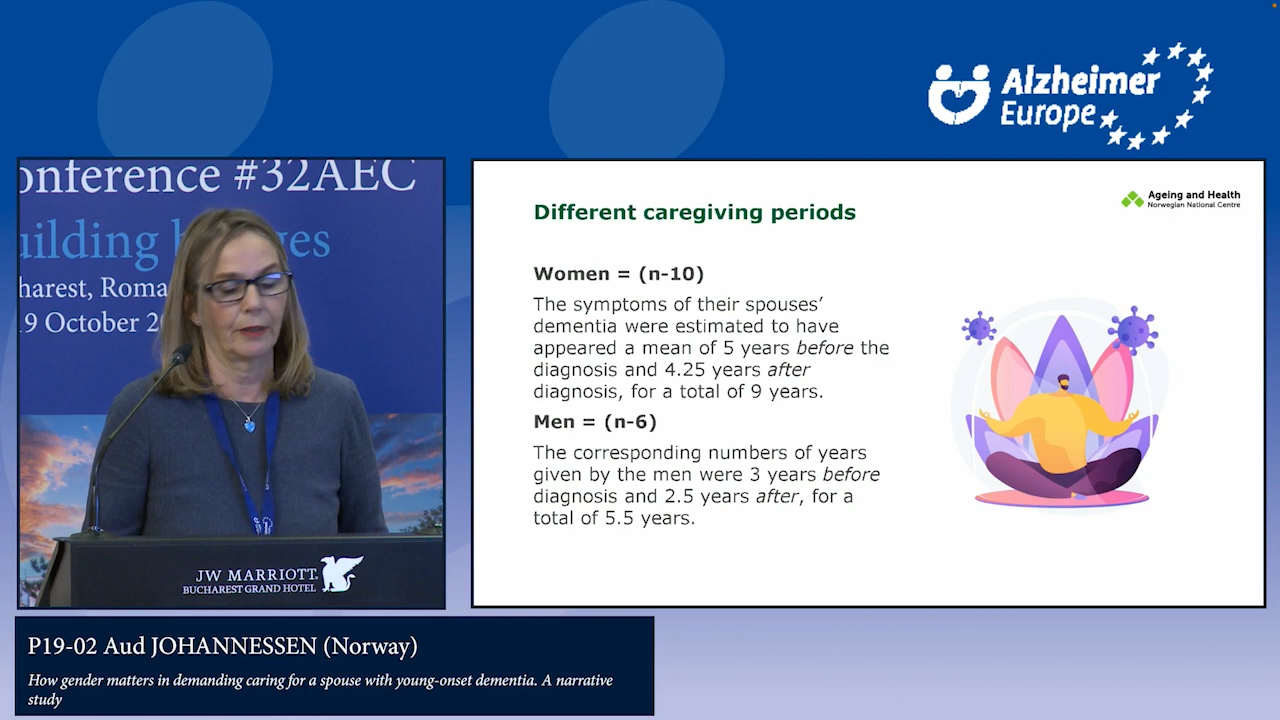 Alzheimer
Europe
onference #32AEC
uilding b ges
harest, Roma
19 October 2
JW MARRIOTT
BUCHAREST GRAND HOTEL
Ageing and Health
Norwegian National Centre
Different caregiving periods
Women = (n-10)
The symptoms of their spouses’
dementia were estimated to have
appeared a mean of 5 years before the
diagnosis and 4.25 years after
diagnosis, for a total of 9 years.
Men = (n-6)
The corresponding numbers of years
given by the men were 3 years before
diagnosis and 2.5 years after, for a
total of 5.5 years.
P19-02 Aud JOHANNESSEN (Norway)
How gender matters in demanding caring for a spouse with young-onset dementia. A narrative
study